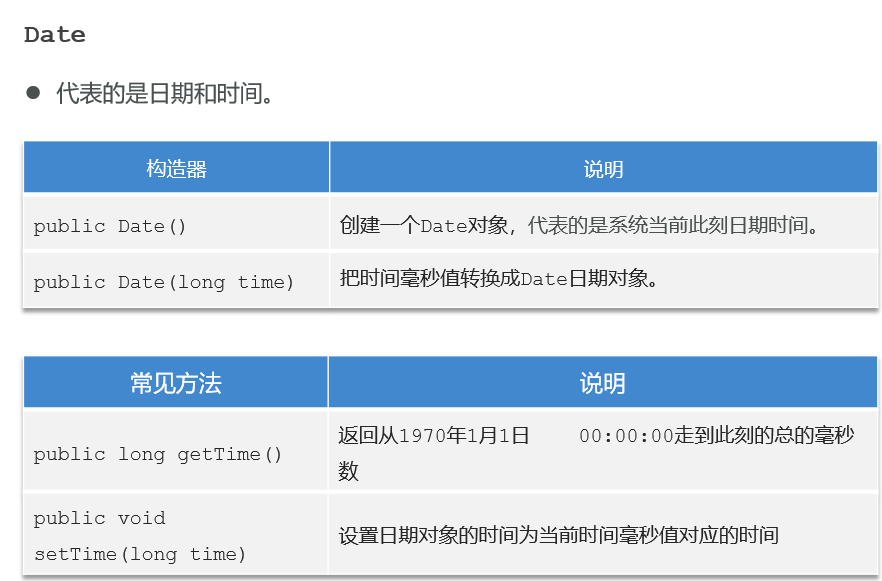 Date
● 代表的是日期和时间。
构造器 说明
public Date() 创建一个Date对象，代表的是系统当前此刻日期时间。
public Date(long time) 把时间毫秒值转换成Date日期对象。
常见方法 说明
public long getTime() 返回从1970年1月1日 00:00:00走到此刻的总的毫秒
数
public void
setTime(long time) 设置日期对象的时间为当前时间毫秒值对应的时间